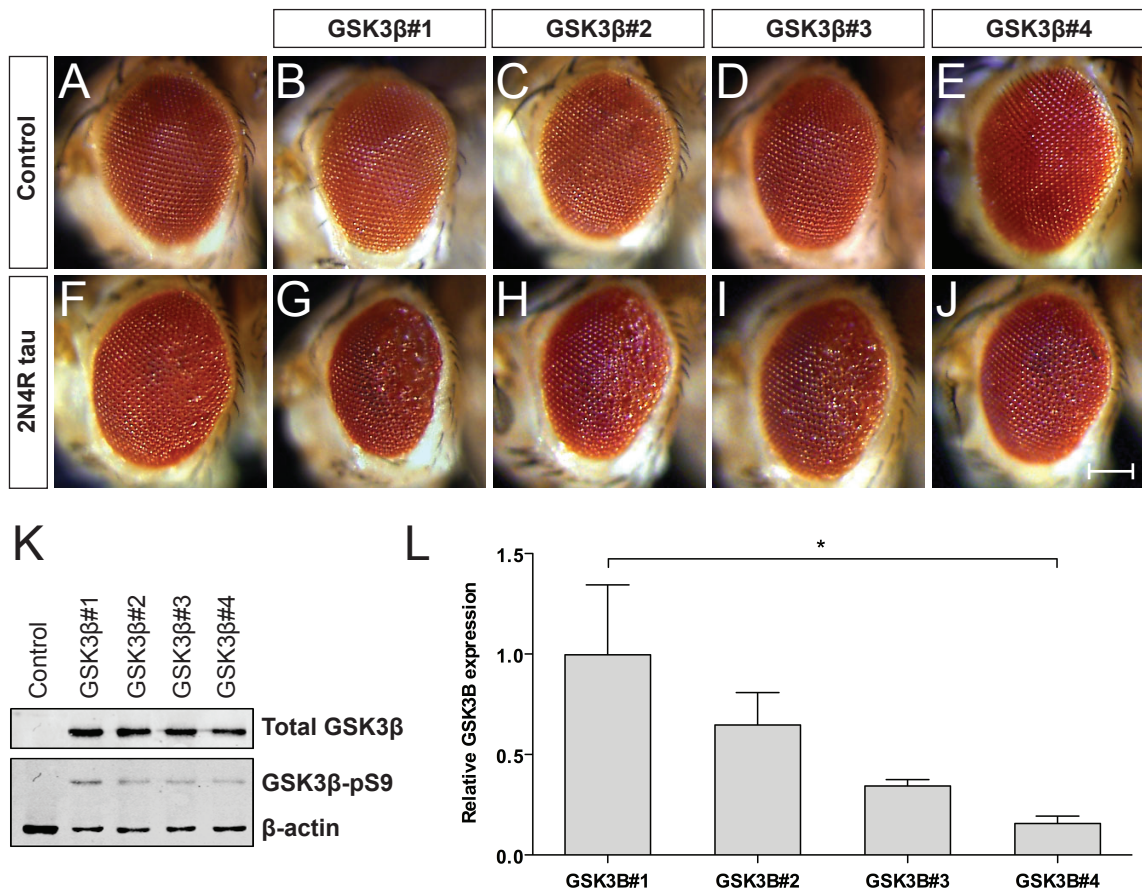 GSK3β#1 GSK3β#2 GSK3β#3 GSK3β#4
Control
A B C D E
2N4R tau
F G H I J
K
Control GSK3β#1 GSK3β#2 GSK3β#3 GSK3β#4
Total GSK3β
GSK3β-pS9
β-actin
L
Relative GSK3B expression
1.5
1.0
0.5
0.0
*
GSK3B#1 GSK3B#2 GSK3B#3 GSK3B#4